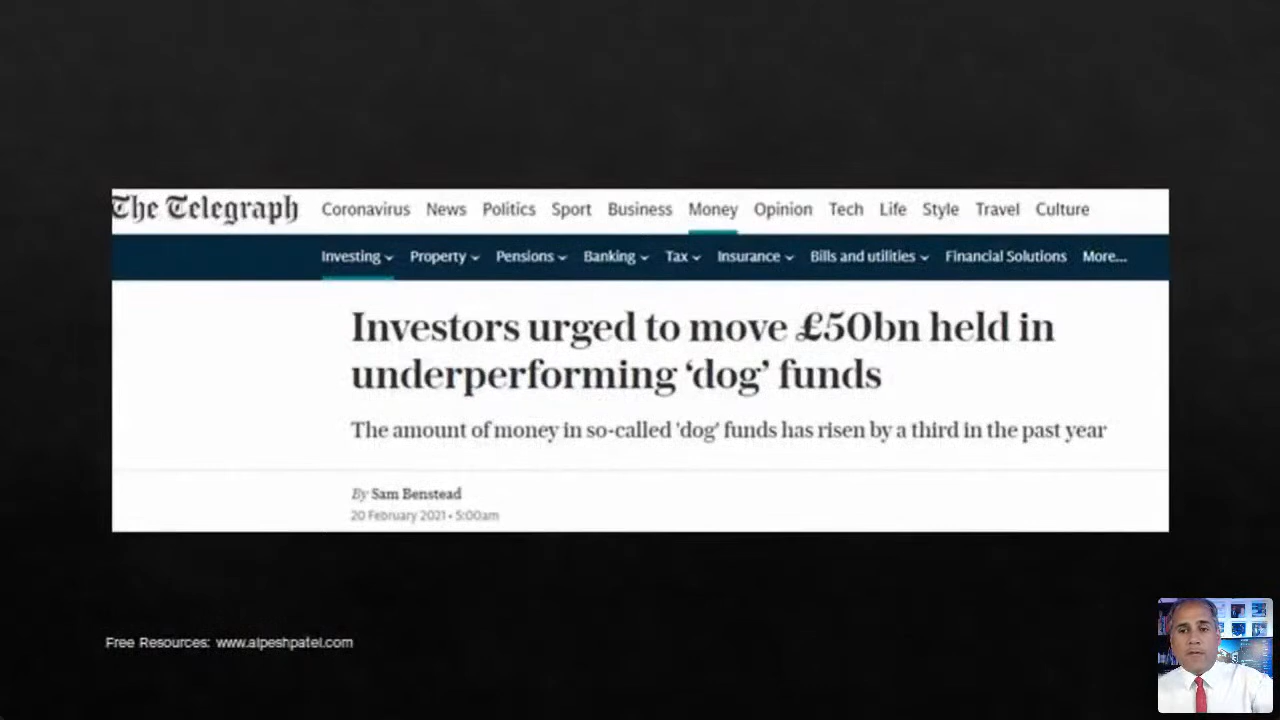 The Telegraph Coronavirus News Politics Sport Business Money Opinion Tech Life Style Travel Culture
Investing Property Pensions Banking Tax Insurance Bills and utilities Financial Solutions More...
Investors urged to move £50bn held in
underperforming ‘dog’ funds
The amount of money in so-called 'dog' funds has risen by a third in the past year
By Sam Benstead
20 February 2021 • 5:00am
Free Resources: www.alpeshpatel.com